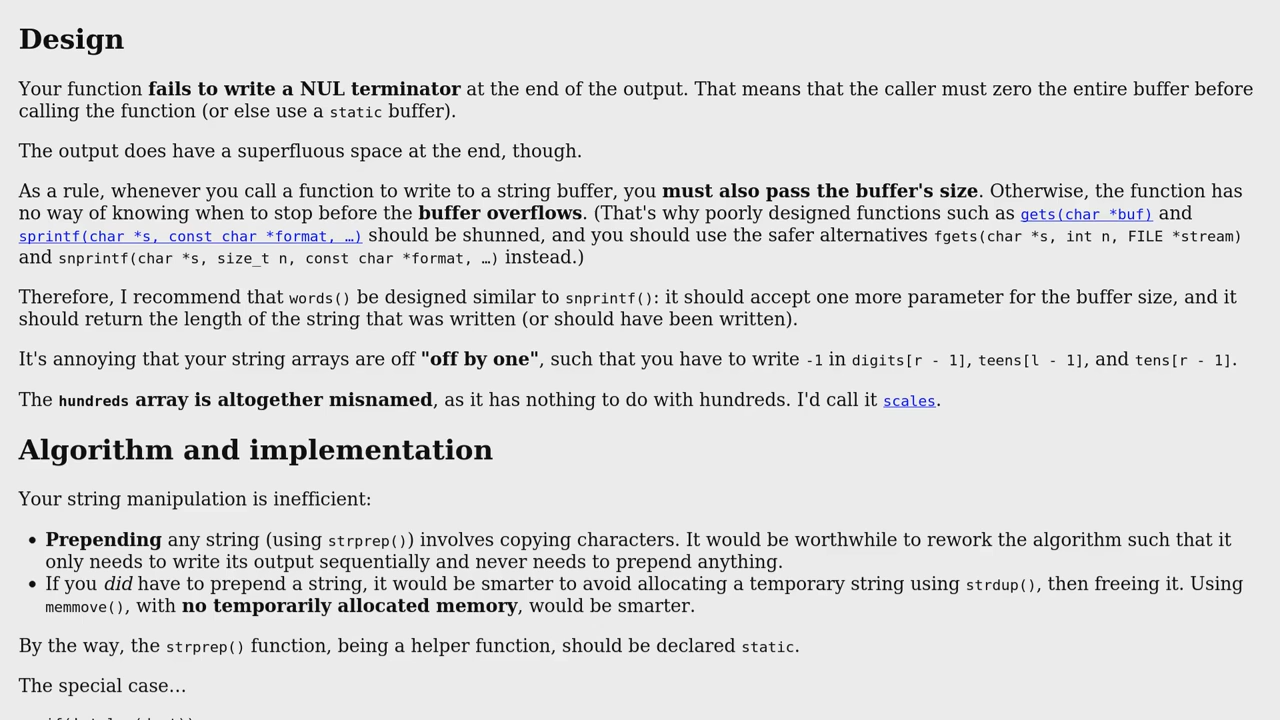 Design
Your function fails to write a NUL terminator at the end of the output. That means that the caller must zero the entire buffer before
calling the function (or else use a static buffer).
The output does have a superfluous space at the end, though.
As a rule, whenever you call a function to write to a string buffer, you must also pass the buffer's size. Otherwise, the function has
no way of knowing when to stop before the buffer overflows. (That's why poorly designed functions such as gets(char *buf) and
sprintf(char *s, const char *format, …) should be shunned, and you should use the safer alternatives fgets(char *s, int n, FILE *stream)
and snprintf(char *s, size_t n, const char *format, …) instead.)
Therefore, I recommend that words() be designed similar to snprintf(): it should accept one more parameter for the buffer size, and it
should return the length of the string that was written (or should have been written).
It's annoying that your string arrays are off "off by one", such that you have to write -1 in digits[r - 1], teens[l - 1], and tens[r - 1].
The hundreds array is altogether misnamed, as it has nothing to do with hundreds. I'd call it scales.
Algorithm and implementation
Your string manipulation is inefficient:
• Prepending any string (using strprep()) involves copying characters. It would be worthwhile to rework the algorithm such that it
only needs to write its output sequentially and never needs to prepend anything.
• If you did have to prepend a string, it would be smarter to avoid allocating a temporary string using strdup(), then freeing it. Using
memmove(), with no temporarily allocated memory, would be smarter.
By the way, the strprep() function, being a helper function, should be declared static.
The special case…